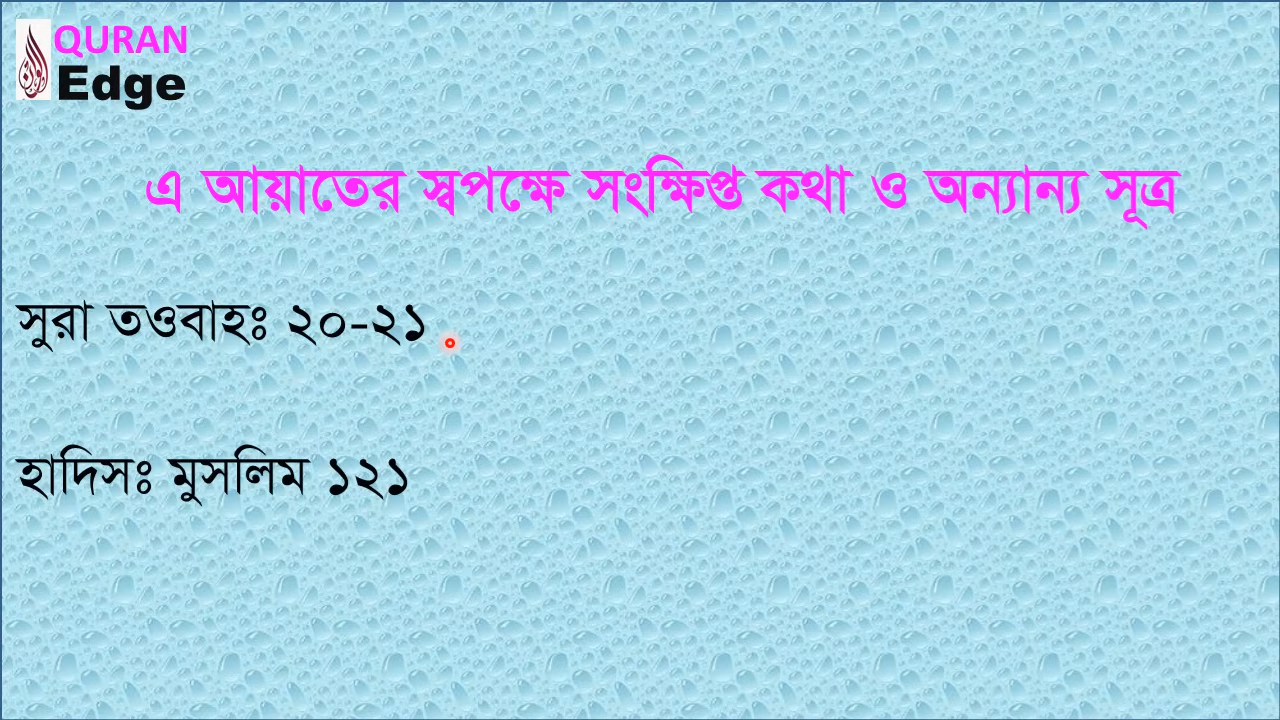 QURAN
Edge
এ আয়াতের স্বপক্ষে সংক্ষিপ্ত কথা ও অন্যান্য সূত্র
সুরা তওবাহঃ ২০-২১
হাদিসঃ মুসলিম ১২১